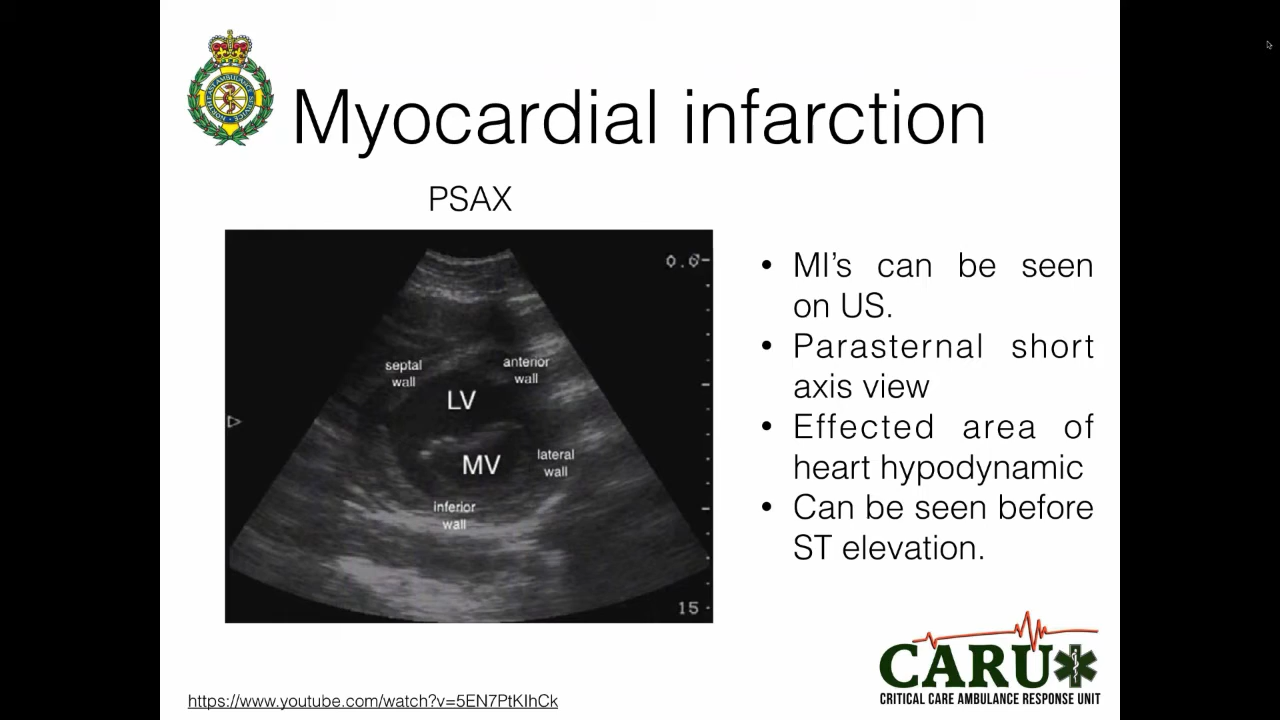 Myocardial infarction
PSAX
0.0
septal
wall
anterior
wall
LV
MV
lateral
wall
inferior
wall
15
• MI’s can be seen
on US.
• Parasternal short
axis view
• Effected area of
heart hypodynamic
• Can be seen before
ST elevation.
CARU
CRITICAL CARE AMBULANCE RESPONSE UNIT
https://www.youtube.com/watch?v=5EN7PtKIhCk